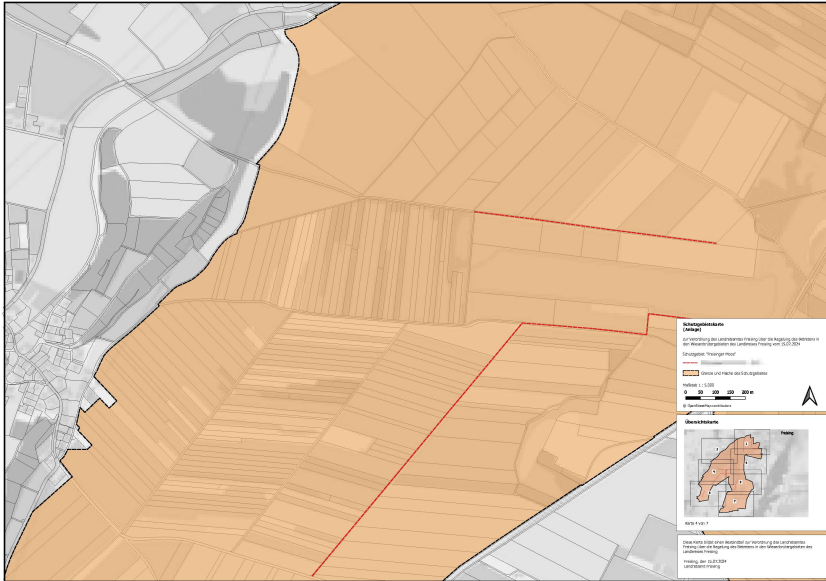 Schutzgebietskarte
(Anlage)
zur Verordnung des Landratsamtes Freising über die Regelung des Betretens in
den Wiesenbrütergebieten des Landkreises Freising vom 15.07.2024
Schutzgebiet "Freisinger Moos"
Grenze und Fläche des Schutzgebietes
Maßstab 1 : 5.000
0 50 100 150 200 m
© OpenStreetMap contributors
Übersichtskarte
Freising
Karte 4 von 7
Diese Karte bildet einen Bestandteil zur Verordnung des Landratsamtes
Freising über die Regelung des Betretens in den Wiesenbrütergebieten des
Landkreises Freising
Freising, den 15.07.2024
Landratsamt Freising